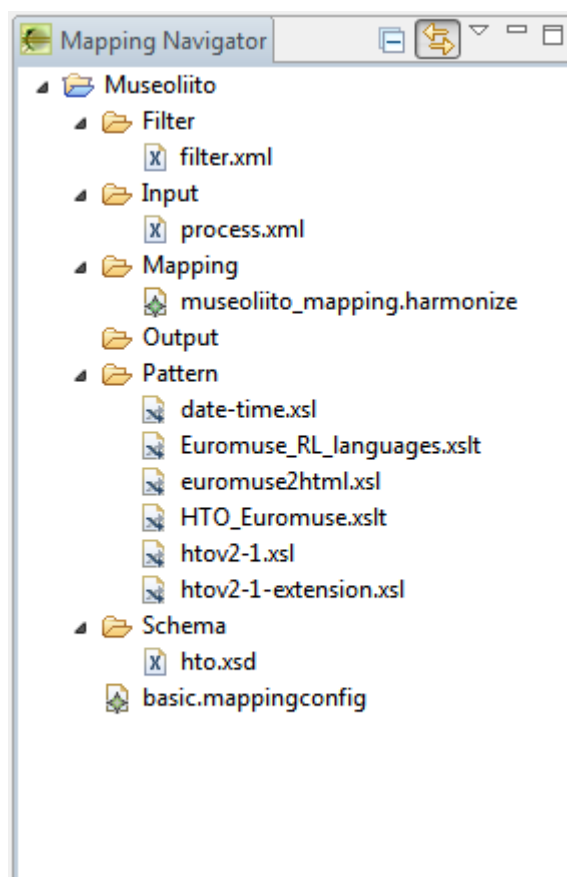 Mapping Navigator
Museoliito
Filter
filter.xml
Input
process.xml
Mapping
museoliito_mapping.harmonize
Output
Pattern
date-time.xsl
Euromuse_RL_languages.xslt
euromuse2html.xsl
HTO_Euromuse.xslt
htov2-1.xsl
htov2-1-extension.xsl
Schema
hto.xsd
basic.mappingconfig